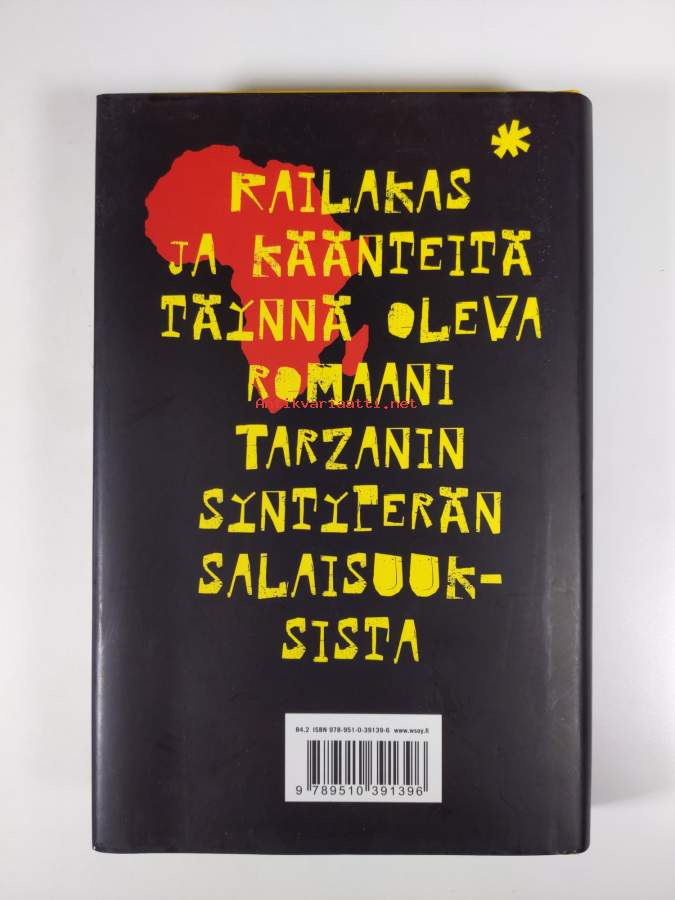 *
RAILAKAS
JA KÄÄNTEITÄ
TÄYNNÄ OLEVA
ROMAANI
Antikvariaatti.net
TARZANIN
SYNTYPERÄN
SALAISUUK-
SISTA
84.2 ISBN 978-951-0-39139-6 www.wsoy.fi
9 789510 391396